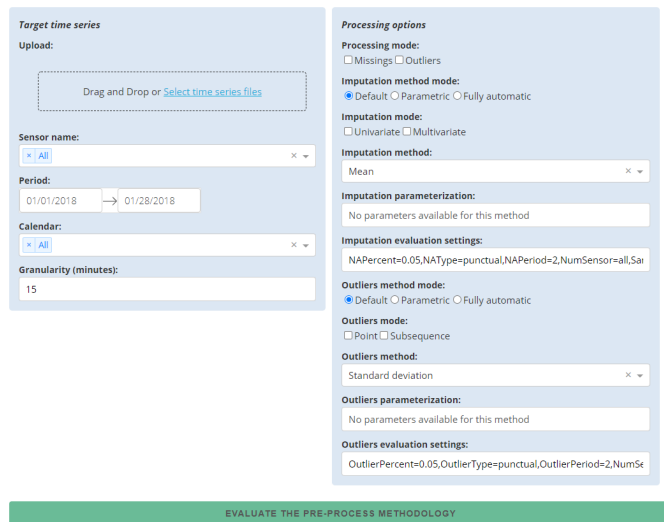 Target time series
Upload:
Drag and Drop or Select time series files
Sensor name:
× All
Period:
01/01/2018 → 01/28/2018
Calendar:
× All
Granularity (minutes):
15
Processing options
Processing mode:
Missings Outliers
Imputation method mode:
Default Parametric Fully automatic
Imputation mode:
Univariate Multivariate
Imputation method:
Mean
Imputation parameterization:
No parameters available for this method
Imputation evaluation settings:
NAPercent=0.05,NAType=punctual,NAPeriod=2,NumSensor=all,Sa
Outliers method mode:
Default Parametric Fully automatic
Outliers mode:
Point Subsequence
Outliers method:
Standard deviation
Outliers parameterization:
No parameters available for this method
Outliers evaluation settings:
OutlierPercent=0.05,OutlierType=punctual,OutlierPeriod=2,NumSe
EVALUATE THE PRE-PROCESS METHODOLOGY